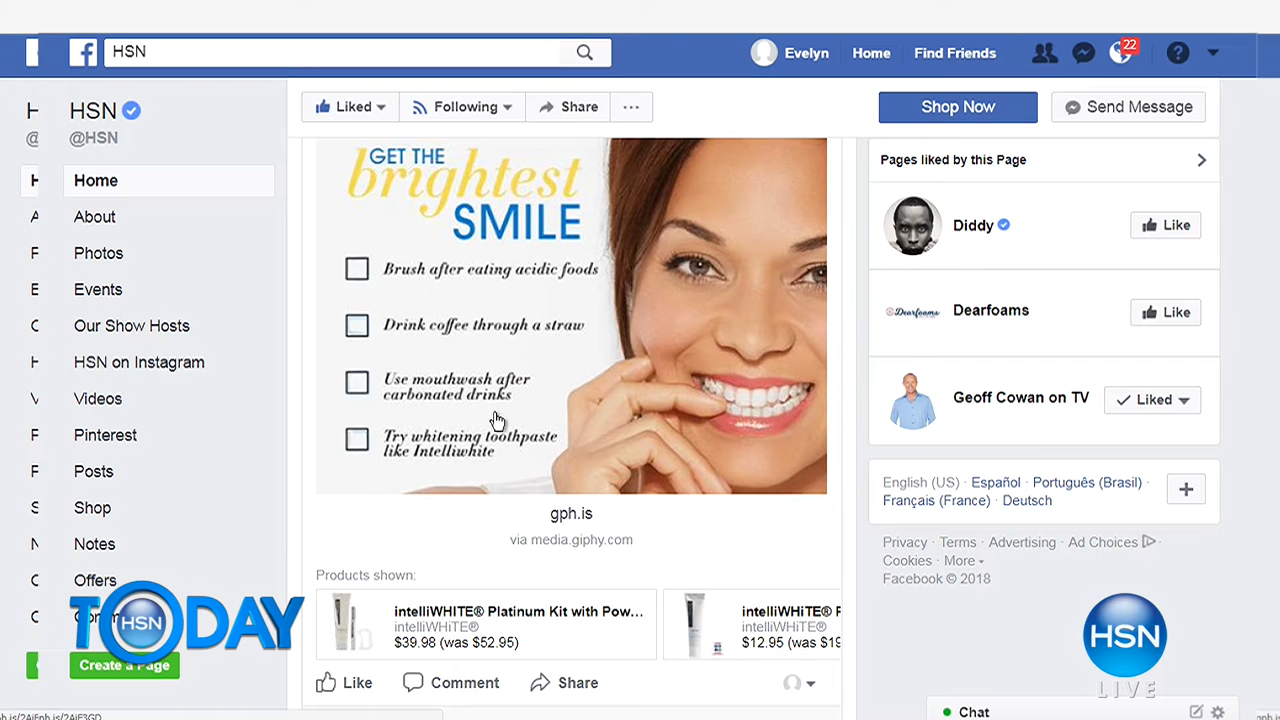 HSN
Evelyn
Home
Find Friends
22
HSN
@HSN
Liked
Following
Share
Shop Now
Send Message
Home
About
Photos
Events
Our Show Hosts
HSN on Instagram
Videos
Pinterest
Posts
Shop
Notes
Offers
Create a Page
GET THE
brightest
SMILE
Brush after eating acidic foods
Drink coffee through a straw
Use mouthwash after
carbonated drinks
Try whitening toothpaste
like Intelliwhite
gph.is
via media.giphy.com
Products shown:
intelliWHITE® Platinum Kit with Pow...
intelliWHiTE®
$39.98 (was $52.95)
intelliWHiTE® P
intelliWHiTE®
$12.95 (was $19
Like
Comment
Share
Pages liked by this Page
Diddy
Like
Dearfoams
Dearfoams
Like
Geoff Cowan on TV
Liked
English (US) · Español · Português (Brasil) ·
Français (France) · Deutsch
Privacy · Terms · Advertising · Ad Choices ·
Cookies · More
Facebook © 2018
Chat
TODAY
HSN
HSN
LIVE